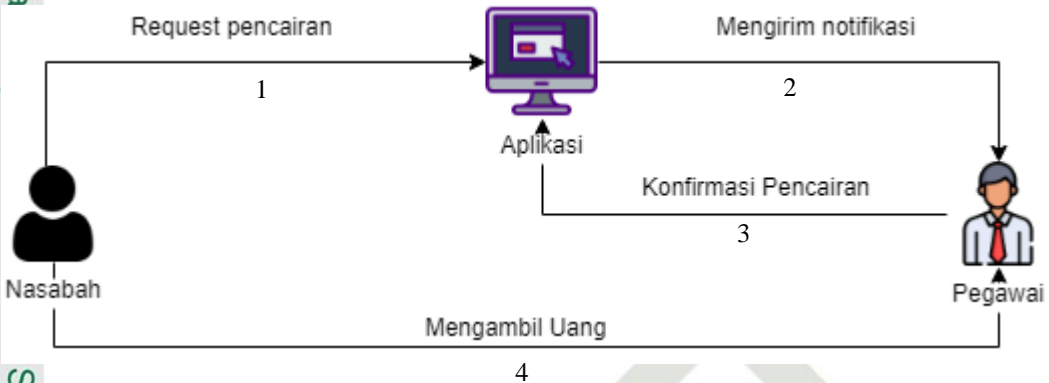 Request pencairan
Mengirim notifikasi
1
2
Aplikasi
Konfirmasi Pencairan
3
Nasabah
Pegawai
Mengambil Uang
4